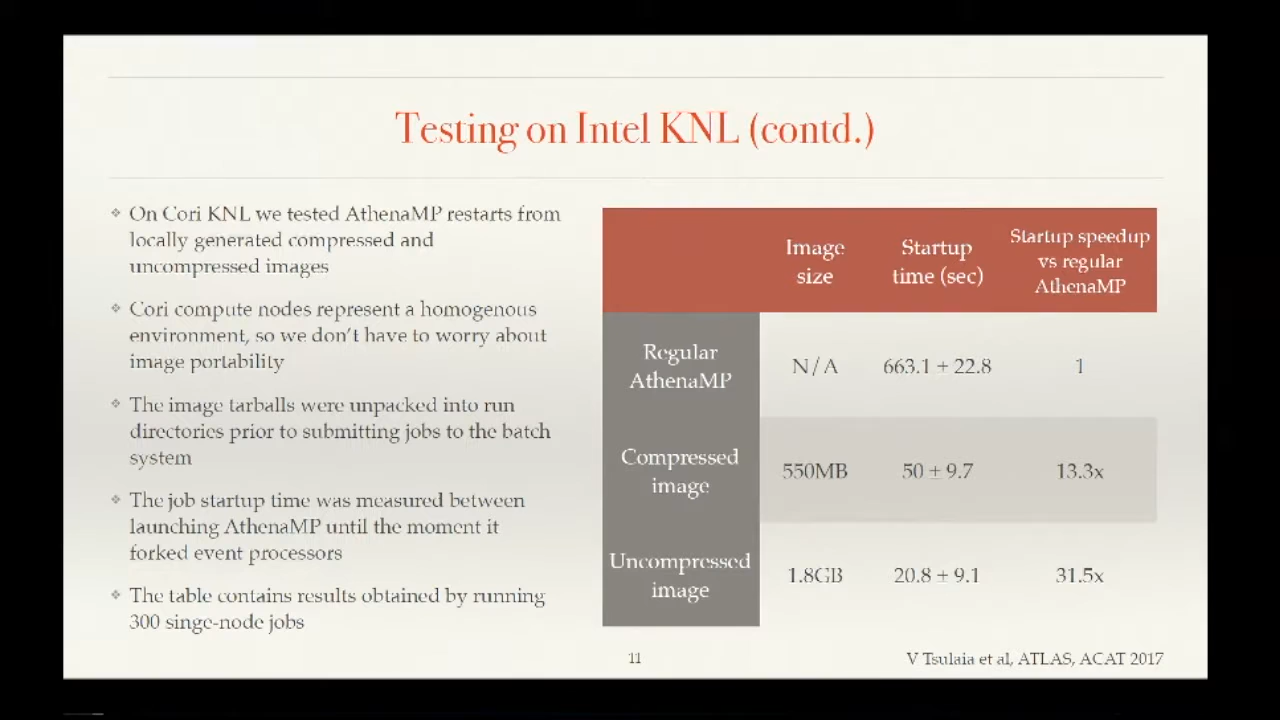 Testing on Intel KNL (contd.)
❖ On Cori KNL we tested AthenaMP restarts from
locally generated compressed and
uncompressed images
❖ Cori compute nodes represent a homogenous
environment, so we don't have to worry about
image portability
❖ The image tarballs were unpacked into run
directories prior to submitting jobs to the batch
system
❖ The job startup time was measured between
launching AthenaMP until the moment it
forked event processors
❖ The table contains results obtained by running
300 singe-node jobs
Image
size
Startup
time (sec)
Startup speedup
vs regular
AthenaMP
Regular
AthenaMP
N/A
663.1 ± 22.8
1
Compressed
image
550MB
50 ± 9.7
13.3x
Uncompressed
image
1.8GB
20.8 ± 9.1
31.5x
11
V Tsulaia et al, ATLAS, ACAT 2017